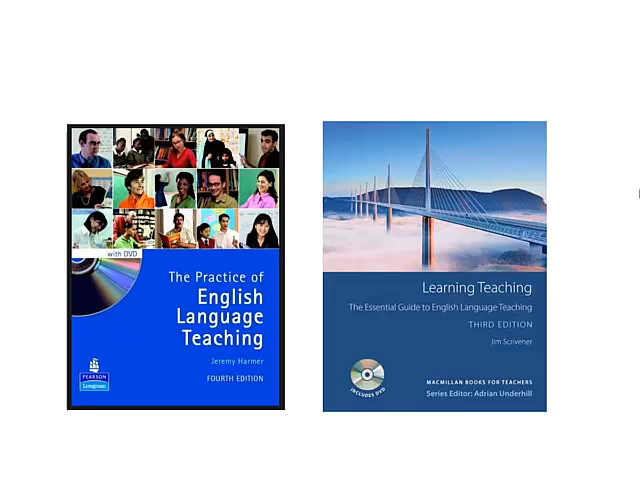 with DVD
The Practice of
English
Language
Teaching
Jeremy Harmer
FOURTH EDITION
PEARSON
Longman
Learning Teaching
The Essential Guide to English Language Teaching
THIRD EDITION
Jim Scrivener
INCLUDES DVD
MACMILLAN BOOKS FOR TEACHERS
Series Editor: Adrian Underhill